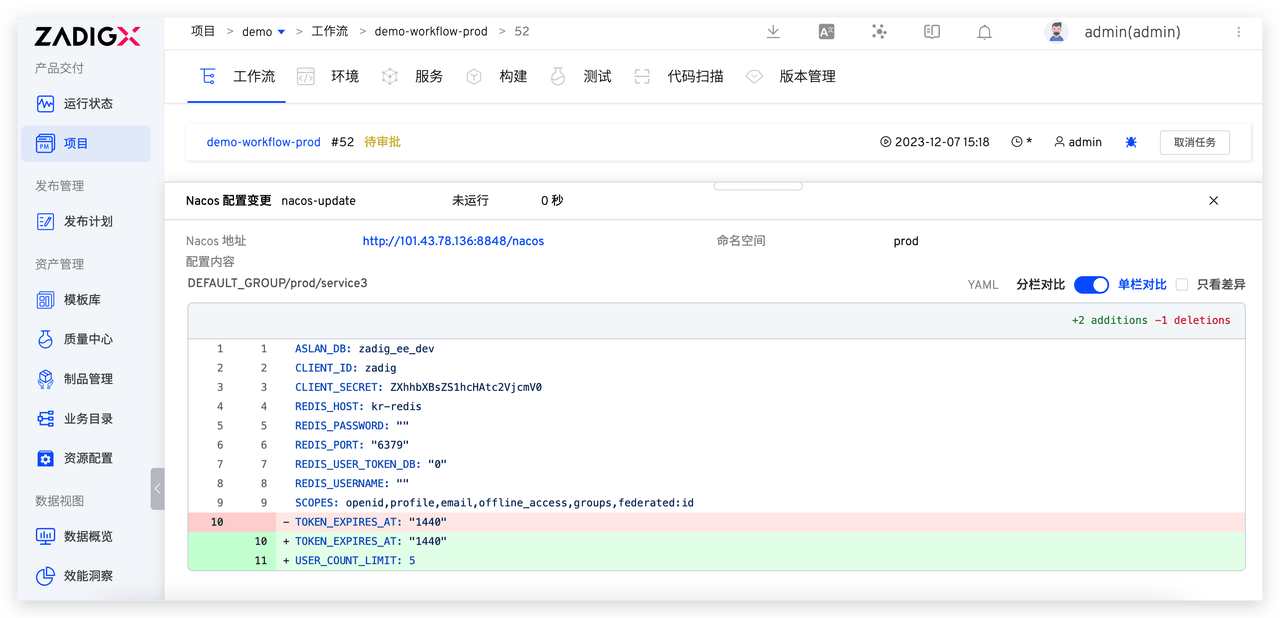 ZADIGX
项目 > demo > 工作流 > demo-workflow-prod > 52
admin(admin)
产品交付
运行状态
项目
发布管理
发布计划
资产管理
模板库
质量中心
制品管理
业务目录
资源配置
数据视图
数据概览
效能洞察
工作流 环境 服务 构建 测试 代码扫描 版本管理
demo-workflow-prod #52 待审批 2023-12-07 15:18 * admin 取消任务
Nacos 配置变更 nacos-update 未运行 0 秒
Nacos 地址 http://101.43.78.136:8848/nacos 命名空间 prod
配置内容
DEFAULT_GROUP/prod/service3 YAML 分栏对比 单栏对比 只看差异
+2 additions -1 deletions
1 1 ASLAN_DB: zadig_ee_dev
2 2 CLIENT_ID: zadig
3 3 CLIENT_SECRET: ZXhhbXBsZS1hcHAtc2VjcmV0
4 4 REDIS_HOST: kr-redis
5 5 REDIS_PASSWORD: ""
6 6 REDIS_PORT: "6379"
7 7 REDIS_USER_TOKEN_DB: "0"
8 8 REDIS_USERNAME: ""
9 9 SCOPES: openid,profile,email,offline_access,groups,federated:id
10 - TOKEN_EXPIRES_AT: "1440"
10 + TOKEN_EXPIRES_AT: "1440"
11 + USER_COUNT_LIMIT: 5